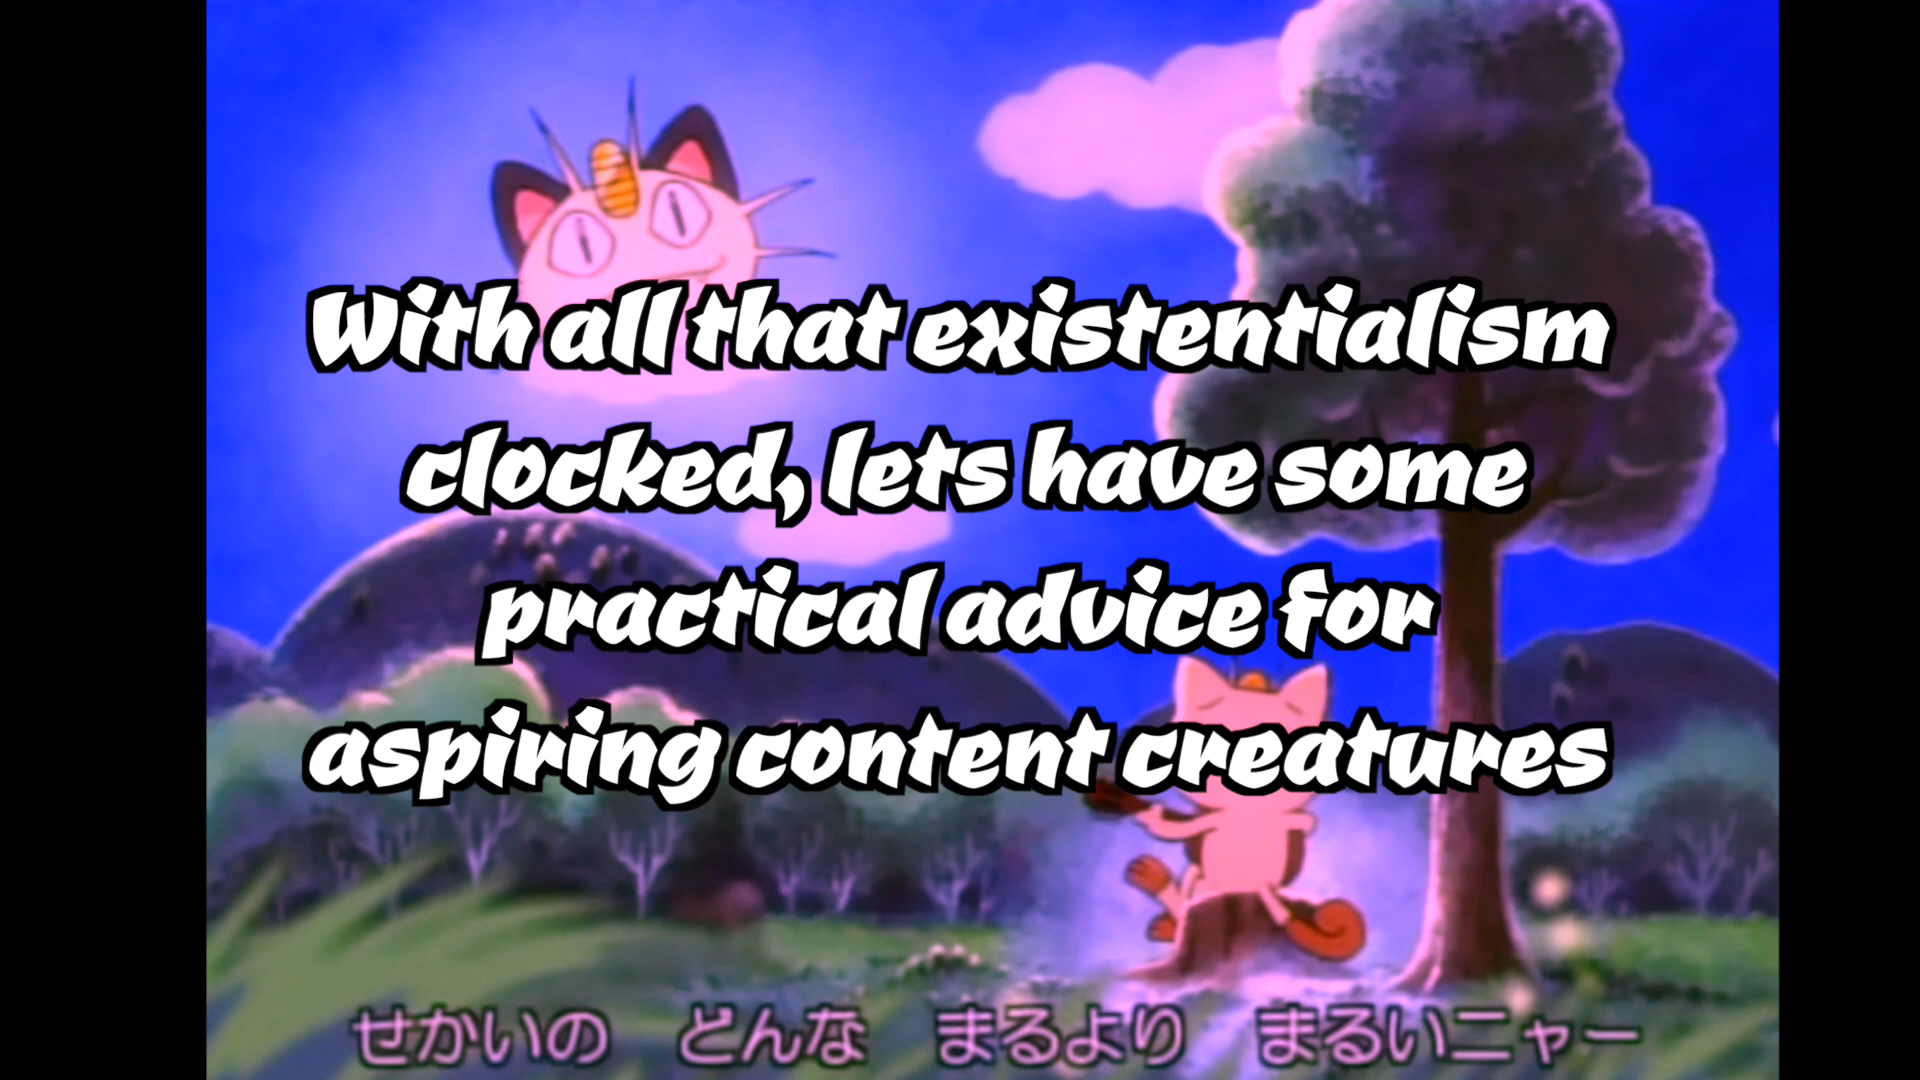 With all that existentialism
clocked, lets have some
practical advice for
aspiring content creatures
せかいの どんな まるより まるいニャー